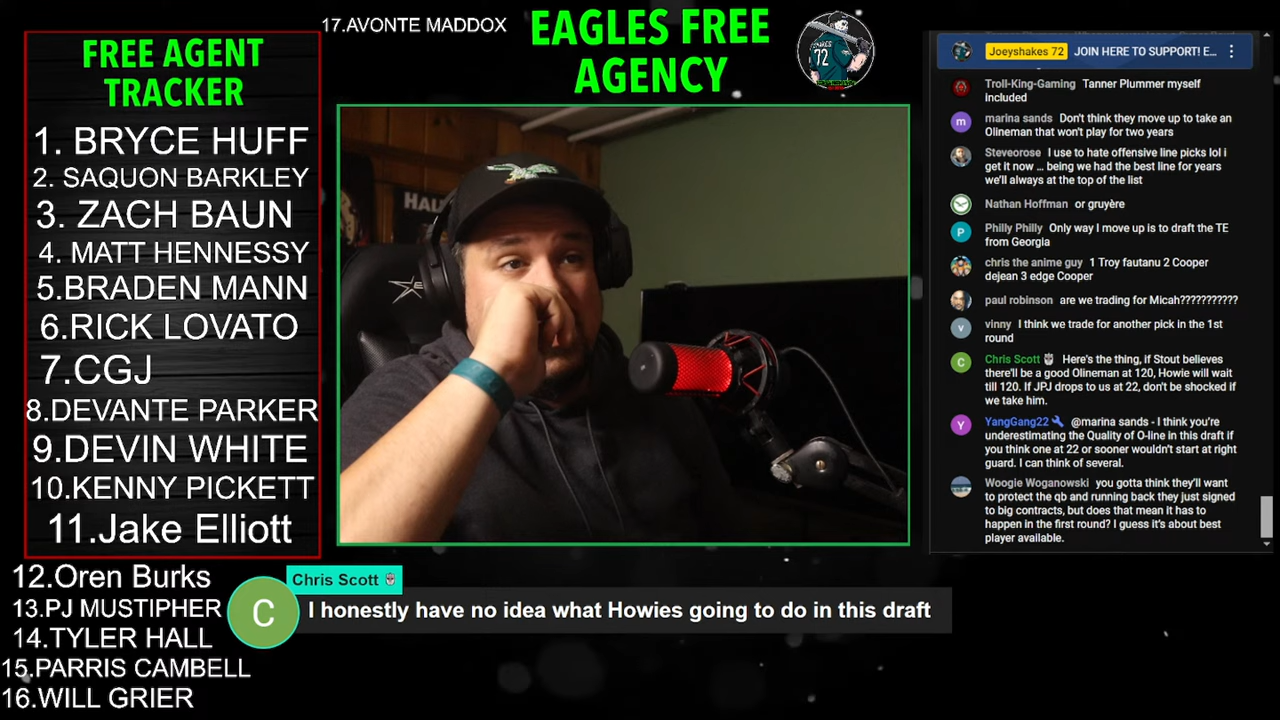 17.AVONTE MADDOX
EAGLES FREE
AGENCY
FREE AGENT
TRACKER
1. BRYCE HUFF
2. SAQUON BARKLEY
3. ZACH BAUN
4. MATT HENNESSY
5.BRADEN MANN
6.RICK LOVATO
7.CGJ
8.DEVANTE PARKER
9.DEVIN WHITE
10.KENNY PICKETT
11.Jake Elliott
12.Oren Burks
13.PJ MUSTIPHER
14.TYLER HALL
15.PARRIS CAMBELL
16.WILL GRIER
72
HAL
Joeyshakes 72 JOIN HERE TO SUPPORT! E...
Troll-King-Gaming Tanner Plummer myself
Included
marina sands Don't think they move up to take an
Olineman that won't play for two years
Steveorose I use to hate offensive line picks lol i
get it now … being we had the best line for years
we'll always at the top of the list
Nathan Hoffman or gruyère
Philly Philly Only way I move up is to draft the TE
from Georgia
chris the anime guy 1 Troy fautanu 2 Cooper
dejean 3 edge Cooper
paul robinson are we trading for Micah???????????
vinny I think we trade for another pick in the 1st
round
Chris Scott Here's the thing, if Stout believes
there'll be a good Olineman at 120, Howie will wait
till 120. If JPJ drops to us at 22, don't be shocked if
we take him.
YangGang22 @marina sands - I think you're
underestimating the Quality of O-line in this draft if
you think one at 22 or sooner wouldn't start at right
guard. I can think of several.
Woogie Woganowski you gotta think they'll want
to protect the qb and running back they just signed
to big contracts, but does that mean it has to
happen in the first round? I guess it's about best
player available.
Chris Scott
C
I honestly have no idea what Howies going to do in this draft